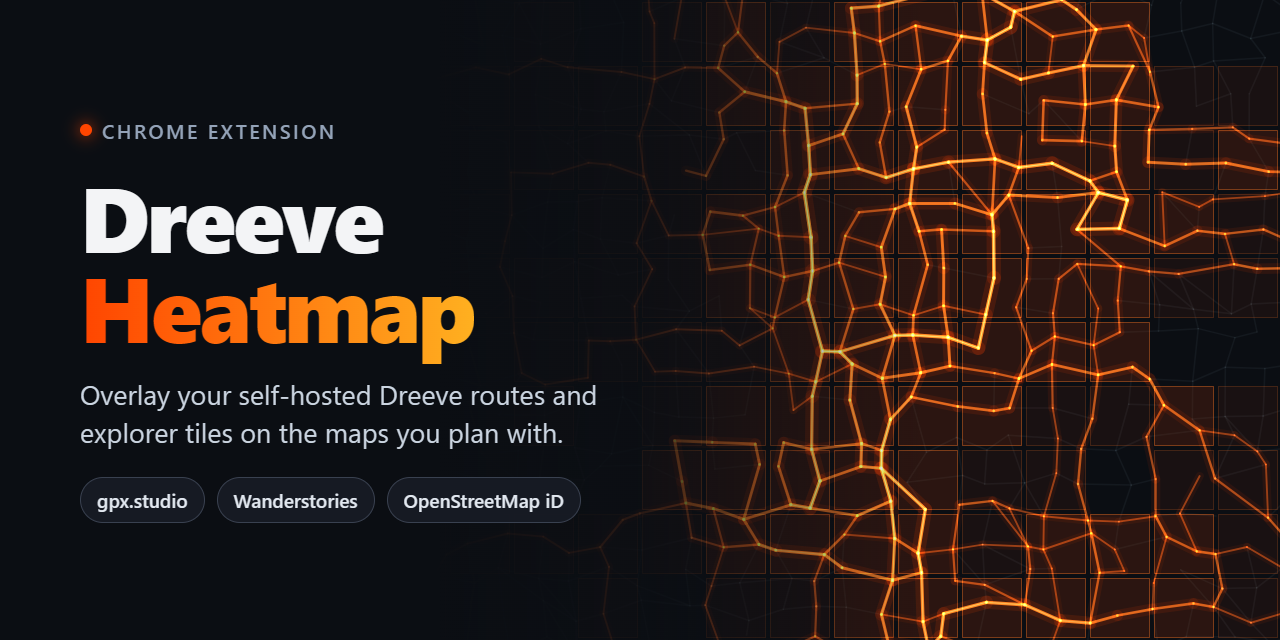 CHROME EXTENSION
Dreeve
Heatmap
Overlay your self-hosted Dreeve routes and
explorer tiles on the maps you plan with.
gpx.studio
Wanderstories
OpenStreetMap iD